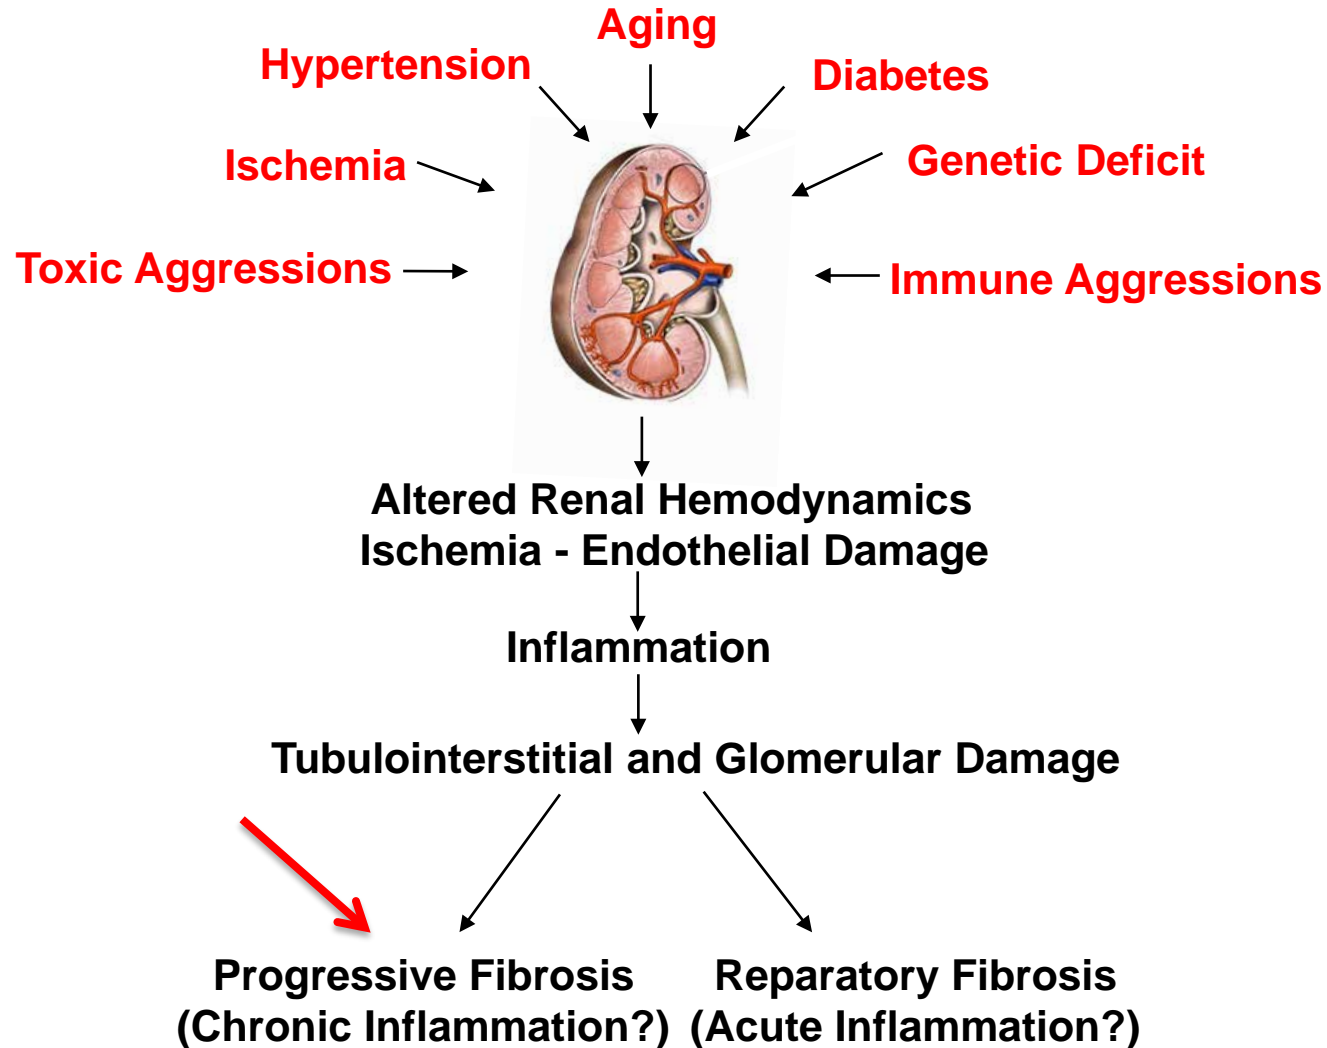 Aging
Hypertension
Diabetes
Ischemia
Genetic Deficit
Toxic Aggressions
Immune Aggressions
Altered Renal Hemodynamics
Ischemia - Endothelial Damage
Inflammation
Tubulointerstitial and Glomerular Damage
Progressive Fibrosis
(Chronic Inflammation?)
Reparatory Fibrosis
(Acute Inflammation?)